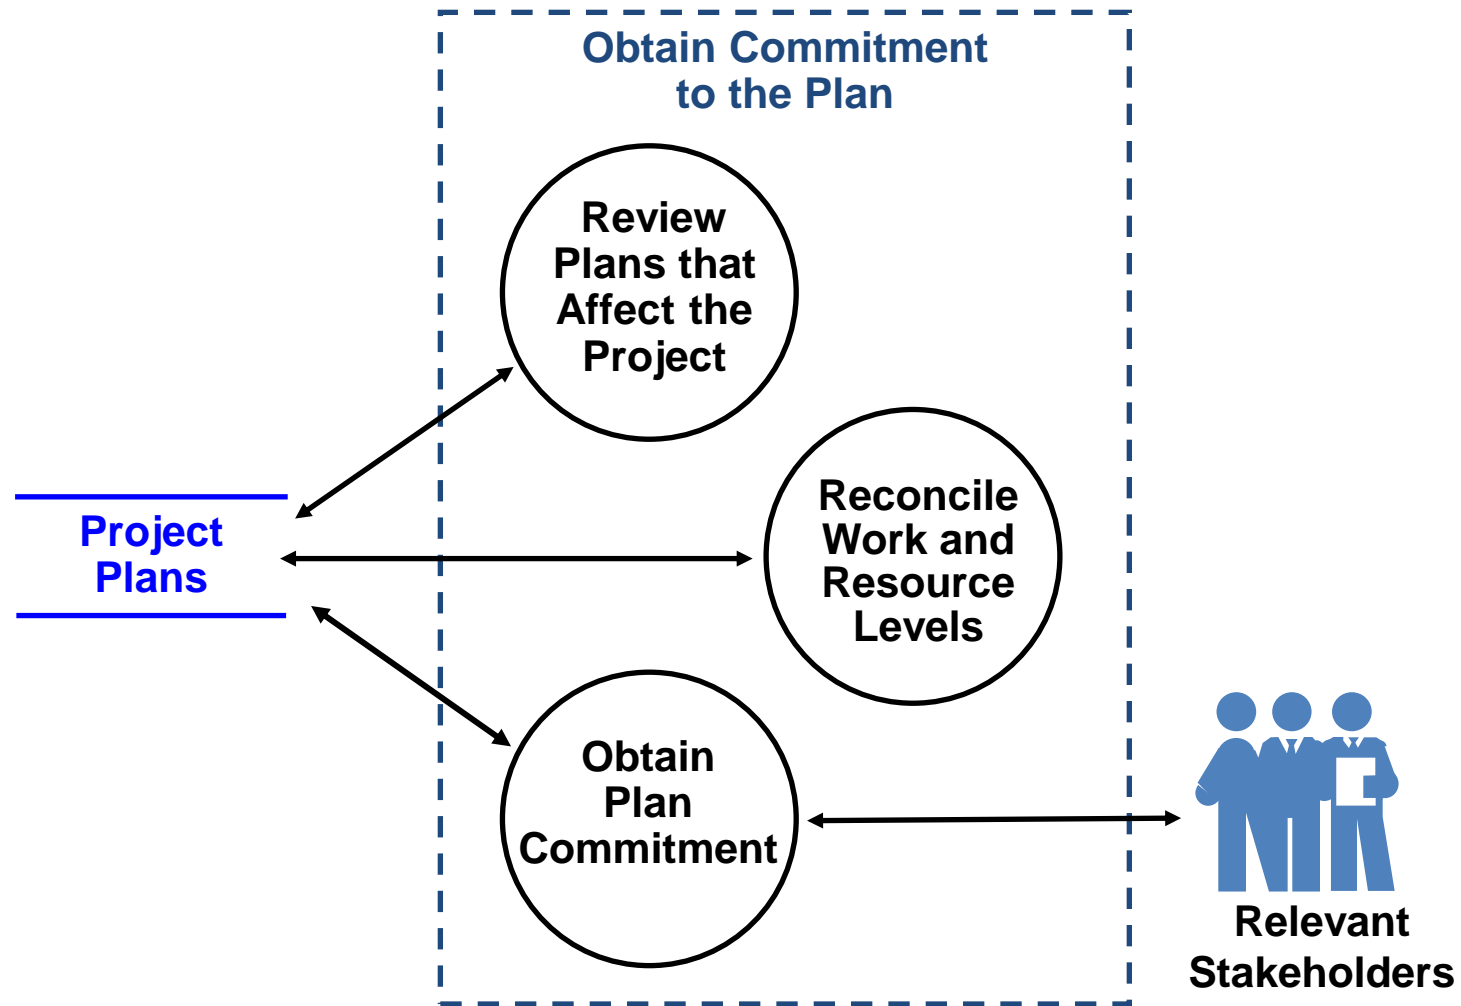 Obtain Commitment
to the Plan
Review
Plans that
Affect the
Project
Project
Plans
Reconcile
Work and
Resource
Levels
Obtain
Plan
Commitment
Relevant
Stakeholders